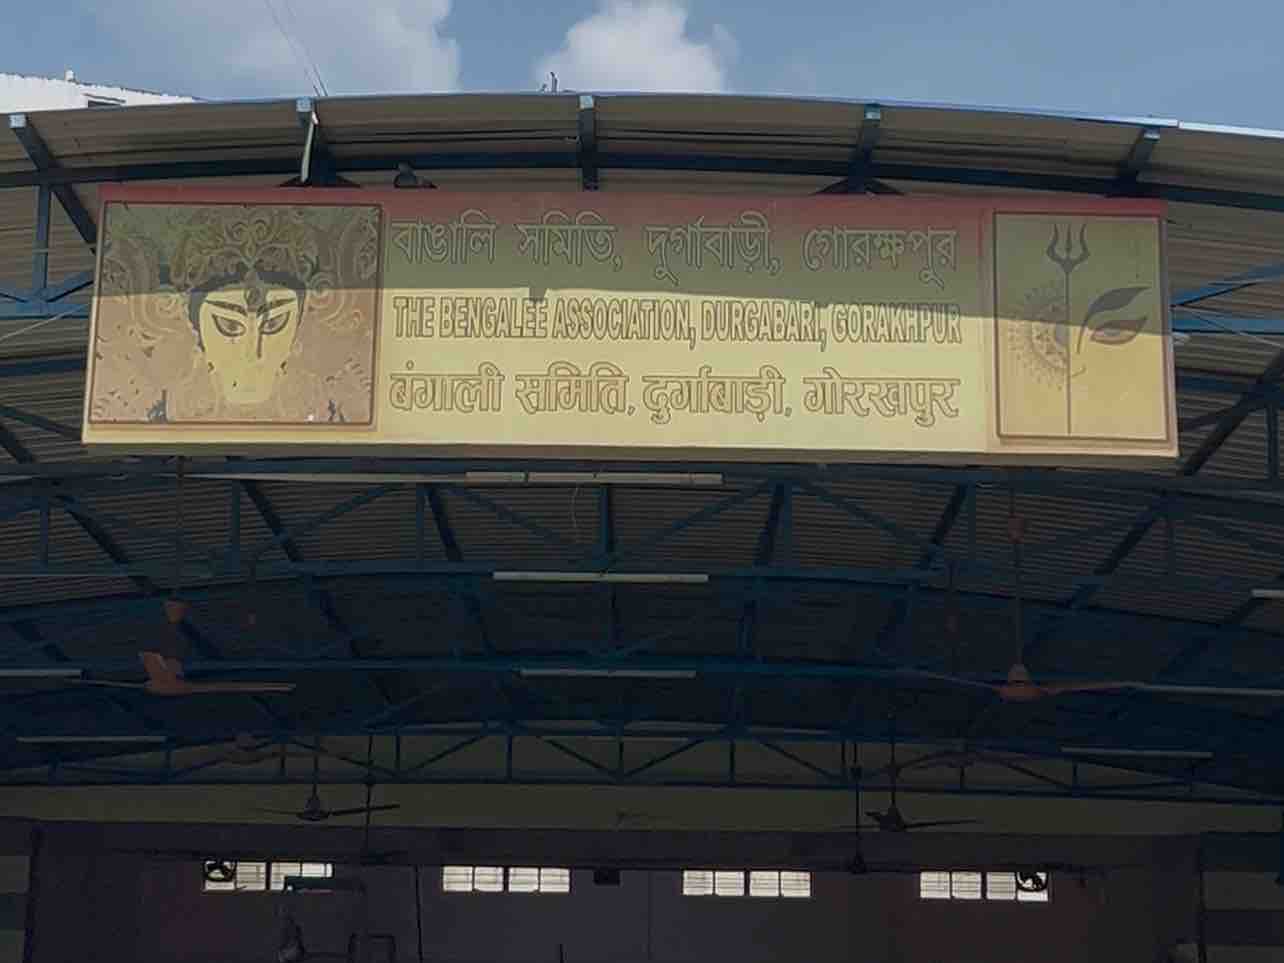 বাঙালি সমিতি, দুর্গাবাড়ী, গোরক্ষপুর
THE BENGALEE ASSOCIATION, DURGABARI, GORAKHPUR
बंगाली समिति, दुर्गाबाड़ी, गोरखपुर